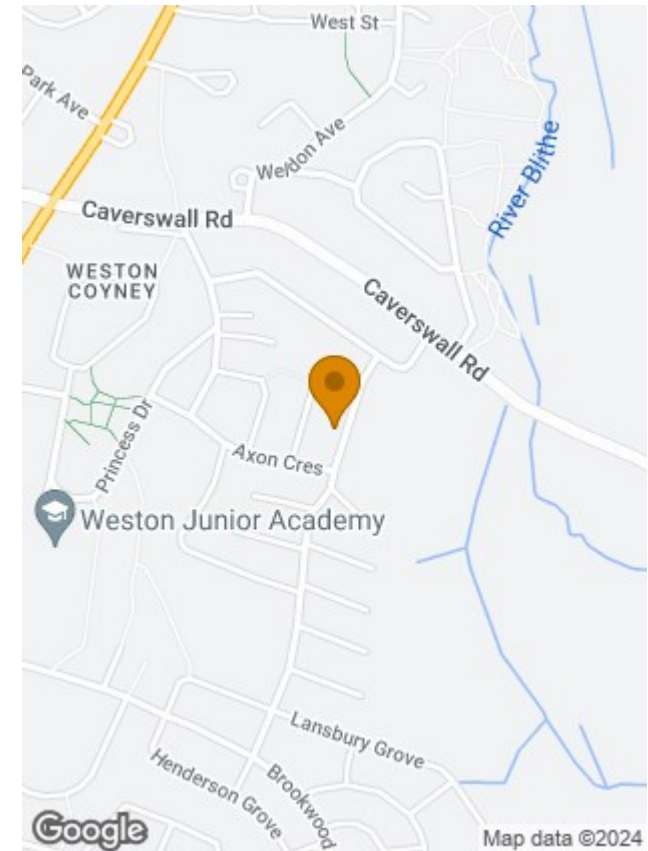 West St
Park Ave
Weldon Ave
River Blithe
Caverswall Rd
WESTON
COYNEY
Caverswall Rd
Princess Dr
Axon Cres
Weston Junior Academy
Lansbury Grove
Henderson Grove
Brookwood
Google
Map data ©2024